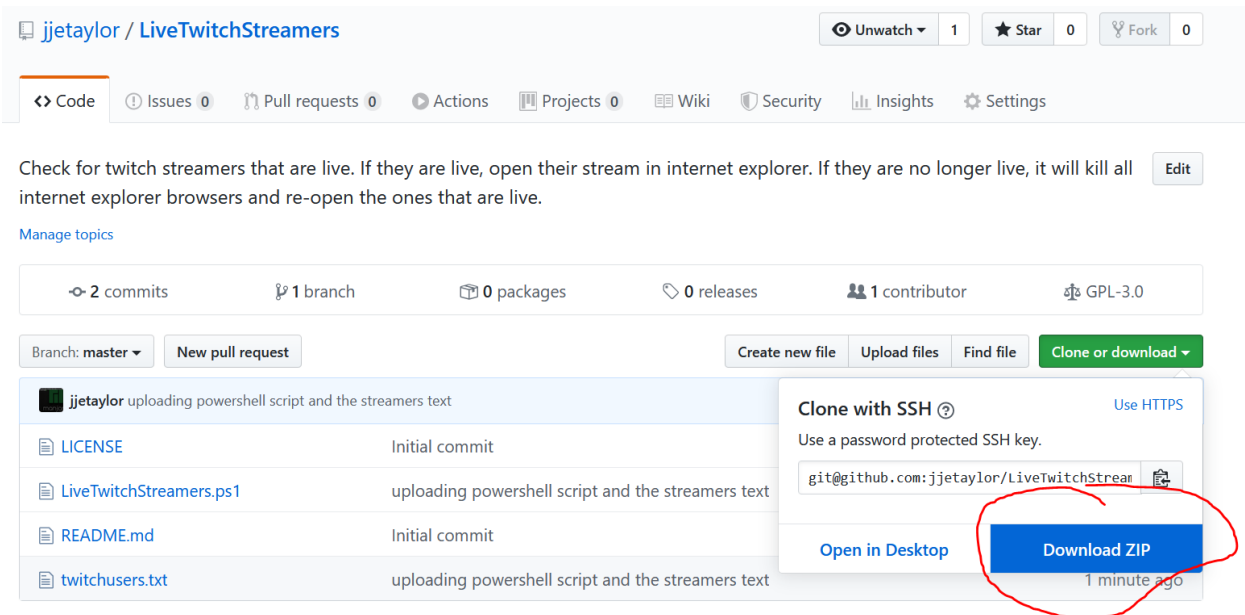 jjetaylor / LiveTwitchStreamers
Unwatch 1 Star 0 Fork 0
Code Issues 0 Pull requests 0 Actions Projects 0 Wiki Security Insights Settings
Check for twitch streamers that are live. If they are live, open their stream in internet explorer. If they are no longer live, it will kill all
internet explorer browsers and re-open the ones that are live.
Edit
Manage topics
2 commits 1 branch 0 packages 0 releases 1 contributor GPL-3.0
Branch: master New pull request Create new file Upload files Find file Clone or download
jjetaylor uploading powershell script and the streamers text
LICENSE Initial commit
LiveTwitchStreamers.ps1 uploading powershell script and the streamers text
README.md Initial commit
twitchusers.txt uploading powershell script and the streamers text 1 minute ago
Clone with SSH ? Use HTTPS
Use a password protected SSH key.
git@github.com:jjetaylor/LiveTwitchStrean
Open in Desktop Download ZIP